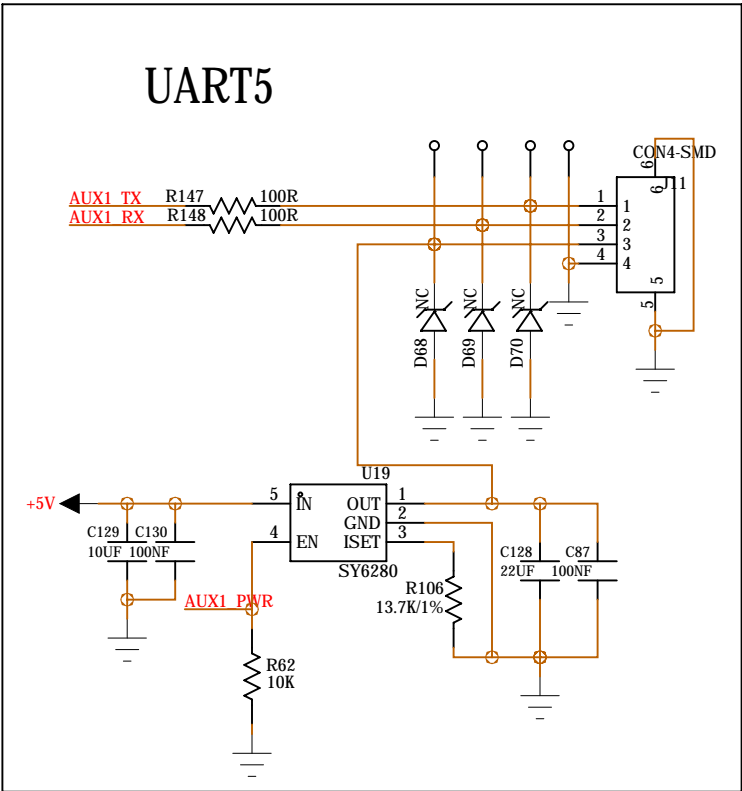 UART5
CON4-SMD
J11
AUX1_TX R147 100R
AUX1_RX R148 100R
1 1
2 2
3 3
4 4
6 6
5 5
NC NC NC
D68 D69 D70
U19
+5V
5 IN OUT 1
GND 2
4 EN ISET 3
SY6280
C129 C130
10UF 100NF
C128 C87
22UF 100NF
R106
13.7K/1%
AUX1_PWR
R62
10K